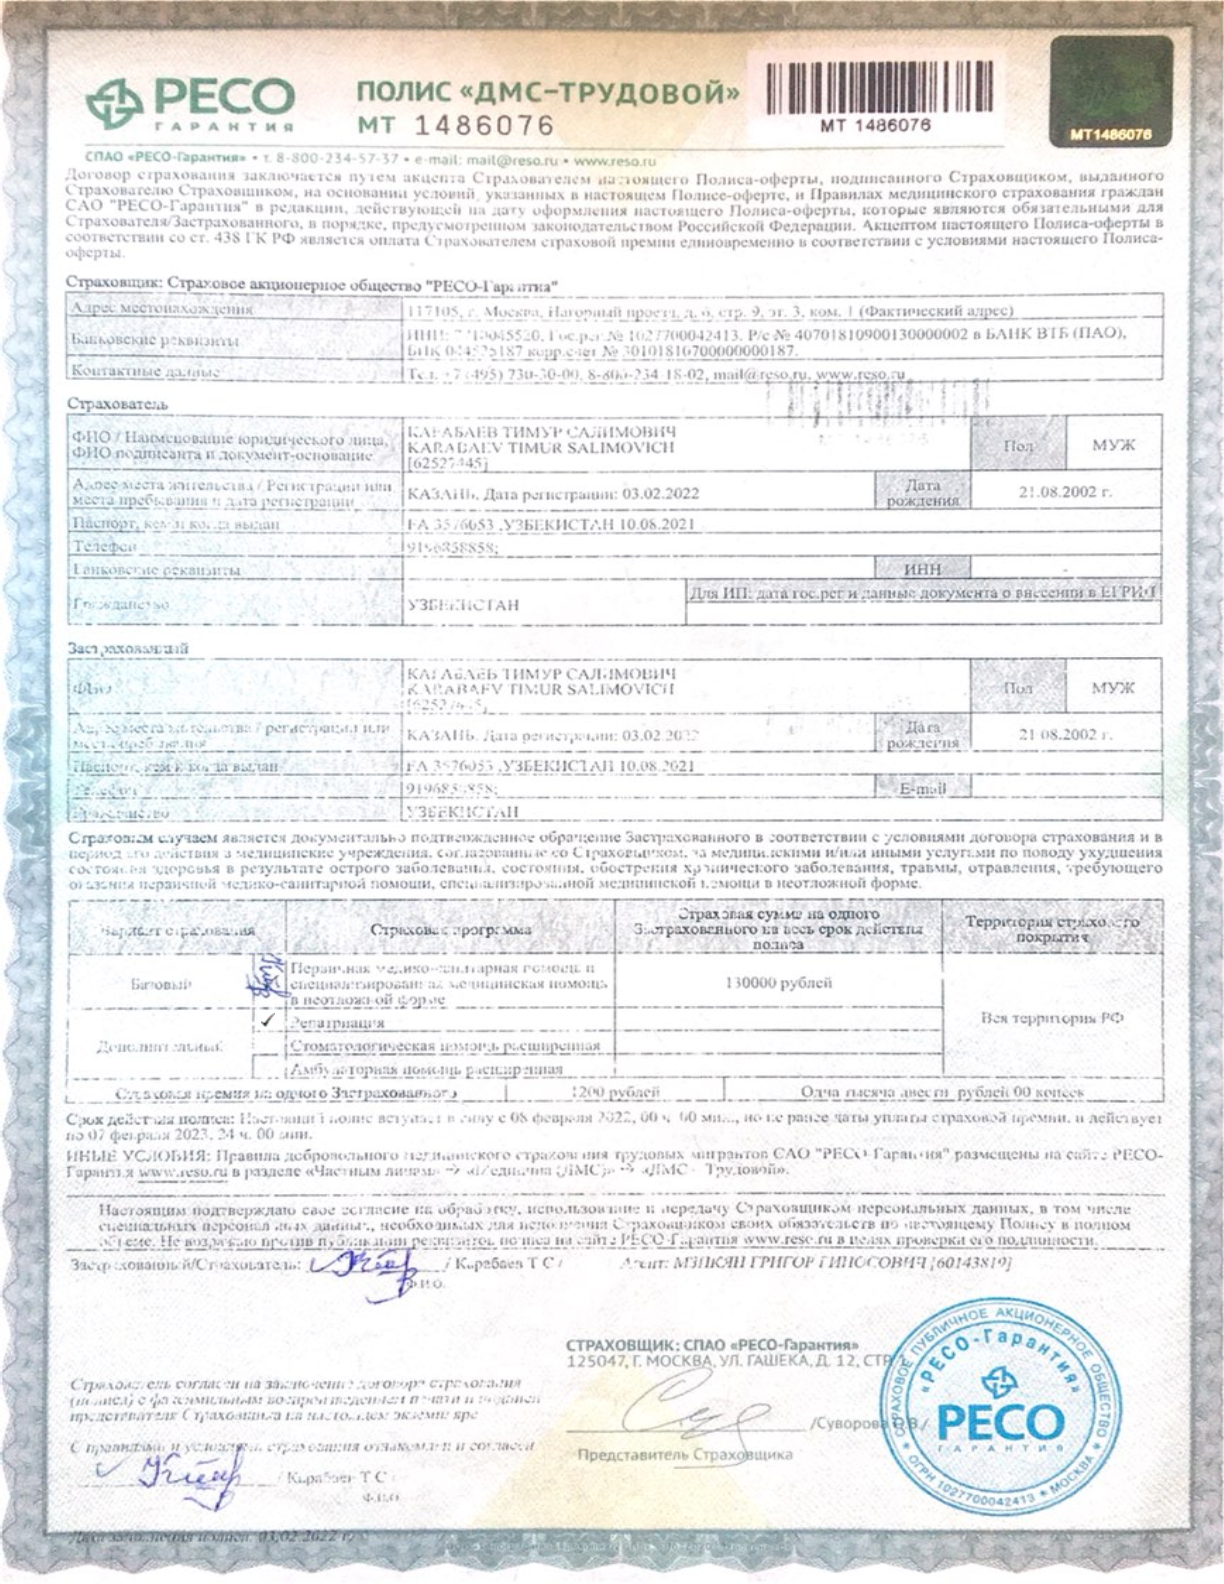 РЕСО
ГАРАНТИЯ
ПОЛИС «ДМС-ТРУДОВОЙ»
МТ 1486076
МТ 1486076
МТ1486076
СПАО «РЕСО-Гарантия» • т. 8-800-234-57-37 • e-mail: mail@reso.ru • www.reso.ru
Договор страхования заключается путем акцепта Страхователем настоящего Полиса-оферты, подписанного Страховщиком, выданного
Страхователю Страховщиком, на основании условий, указанных в настоящем Полисе-оферте, и Правилах медицинского страхования граждан
САО "РЕСО-Гарантия" в редакции, действующей на дату оформления настоящего Полиса-оферты, которые являются обязательными для
Страхователя/Застрахованного, в порядке, предусмотренном законодательством Российской Федерации. Акцептом настоящего Полиса-оферты в
соответствии со ст. 438 ГК РФ является оплата Страхователем страховой премии единовременно в соответствии с условиями настоящего Полиса-
оферты.
Страховщик: Страховое акционерное общество "РЕСО-Гарантия"
Адрес местонахождения
117105, г. Москва, Нагорный проезд, д. 6, стр. 9, эт. 3, ком. 1 (Фактический адрес)
Банковские реквизиты
ИНН: Гос.рег.№ 1027700042413. Р/с № 40701810900130000002 в БАНК ВТБ (ПАО),
БИК корр.счет № 30101810700000000187.
Контактные данные
Тел. +7 (495) 730-30-00, 8-800-234-18-02, mail@reso.ru, www.reso.ru
Страхователь
ФИО / Наименование юридического лица,
ФИО подписанта и документ-основание
КАРАБАЕВ ТИМУР САЛИМОВИЧ
KARABAEV TIMUR SALIMOVICH
Пол
МУЖ
Адрес места жительства / Регистрации или
места пребывания и дата регистрации
КАЗАНЬ. Дата регистрации: 03.02.2022
Дата
рождения
21.08.2002 г.
Паспорт, кем и когда выдан
FA 3576053 ,УЗБЕКИСТАН 10.08.2021
Телефон
Банковские реквизиты
ИНН
-
Гражданство
УЗБЕКИСТАН
Для ИП: дата гос.рег и данные документа о внесении в ЕГРИП
Застрахованный
ФИО
КАРАБАЕВ ТИМУР САЛИМОВИЧ
KARABAEV TIMUR SALIMOVICH
Пол
МУЖ
Адрес места жительства / регистрации или
места пребывания
КАЗАНЬ. Дата регистрации: 03.02.2022
Дата
рождения
21.08.2002 г.
Паспорт, кем и когда выдан
FA 3576053 ,УЗБЕКИСТАН 10.08.2021
Телефон
E-mail
Гражданство
УЗБЕКИСТАН
Страховым случаем является документально подтвержденное обращение Застрахованного в соответствии с условиями договора страхования и в
период его действия в медицинские учреждения, согласованные со Страховщиком, за медицинскими и/или иными услугами по поводу ухудшения
состояния здоровья в результате острого заболевания, состояния, обострения хронического заболевания, травмы, отравления, требующего
оказания первичной медико-санитарной помощи, специализированной медицинской помощи в неотложной форме.
Вариант страхования
Страховая программа
Страховая сумма на одного
Застрахованного на весь срок действия
полиса
Территория страхового
покрытия
Базовый
Первичная медико-санитарная помощь и
специализированная медицинская помощь
в неотложной форме
130000 рублей
Вся территория РФ
Дополнительный
✓
Репатриация
Стоматологическая помощь расширенная
Амбулаторная помощь расширенная
Страховая премия на одного Застрахованного
1200 рублей
Одна тысяча двести рублей 00 копеек
Срок действия полиса: Настоящий Полис вступает в силу с 08 февраля 2022, 00 ч. 00 мин., но не ранее даты уплаты страховой премии, и действует
по 07 февраля 2023, 24 ч. 00 мин.
ИНЫЕ УСЛОВИЯ: Правила добровольного медицинского страхования трудовых мигрантов САО "РЕСО-Гарантия" размещены на сайте РЕСО-
Гарантия www.reso.ru в разделе «Частным лицам» -> «Медицина (ДМС)» -> «ДМС - Трудовой».
Настоящим подтверждаю свое согласие на обработку, использование и передачу Страховщиком персональных данных, в том числе
специальных персональных данных, необходимых для исполнения Страховщиком своих обязательств по настоящему Полису в полном
объеме. Не возражаю против публикации реквизитов полиса на сайте РЕСО-Гарантия www.reso.ru в целях проверки его подлинности.
Застрахованный/Страхователь: / Карабаев Т С / Агент: МЗИКЯН ГРИГОР ГИНОСОВИЧ [60143819]
Ф.И.О.
СТРАХОВЩИК: СПАО «РЕСО-Гарантия»
125047, Г. МОСКВА, УЛ. ГАШЕКА, Д. 12, СТР.
Страхователь согласен на заключение договора страхования
(полиса) с факсимильным воспроизведением печати и подписи
представителя Страховщика на настоящем экземпляре
/Суворова О.В./
Представитель Страховщика
С правилами и условиями страхования ознакомлен и согласен
/ Карабаев Т С /
Ф.И.О.
Дата заключения полиса: 03.02.2022 г.
СТРАХОВОЕ ПУБЛИЧНОЕ АКЦИОНЕРНОЕ ОБЩЕСТВО
«РЕСО-Гарантия»
РЕСО
ГАРАНТИЯ
ОГРН 1027700042413 * МОСКВА *